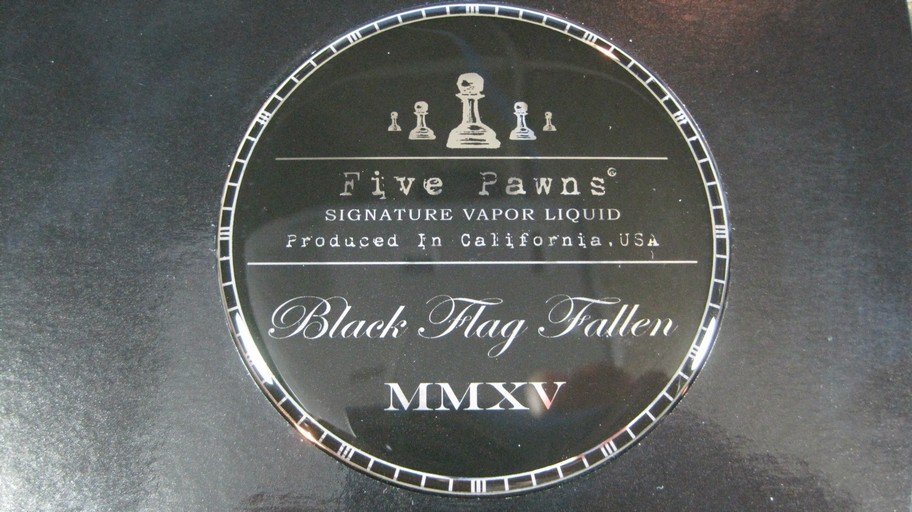 Five Pawns©
SIGNATURE VAPOR LIQUID
Produced In California, USA
Black Flag Fallen
MMXV